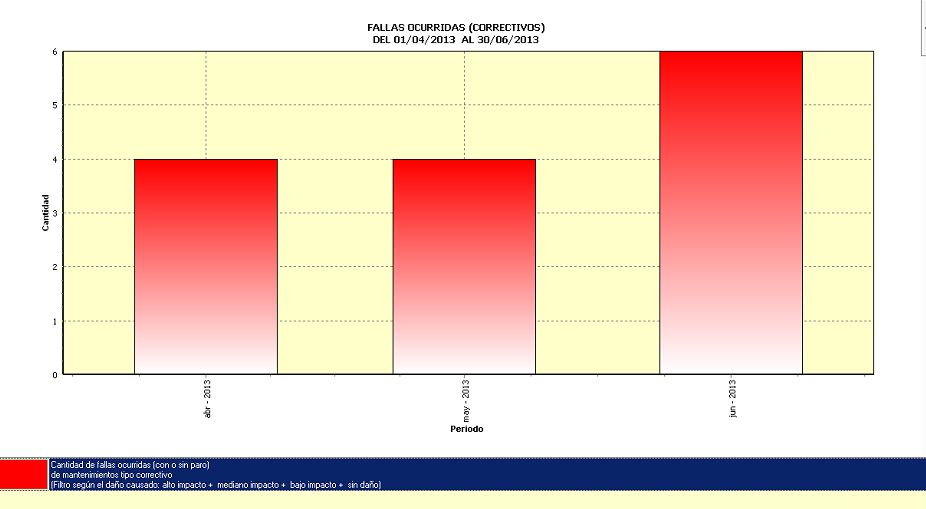 FALLAS OCURRIDAS (CORRECTIVOS)
DEL 01/04/2013 AL 30/06/2013
6
5
4
3
2
1
0
Cantidad
abr - 2013
may - 2013
jun - 2013
Periodo
Cantidad de fallas ocurridas (con o sin paro)
de mantenimientos tipo correctivo
(Filtro según el daño causado: alto impacto + mediano impacto + bajo impacto + sin daño)